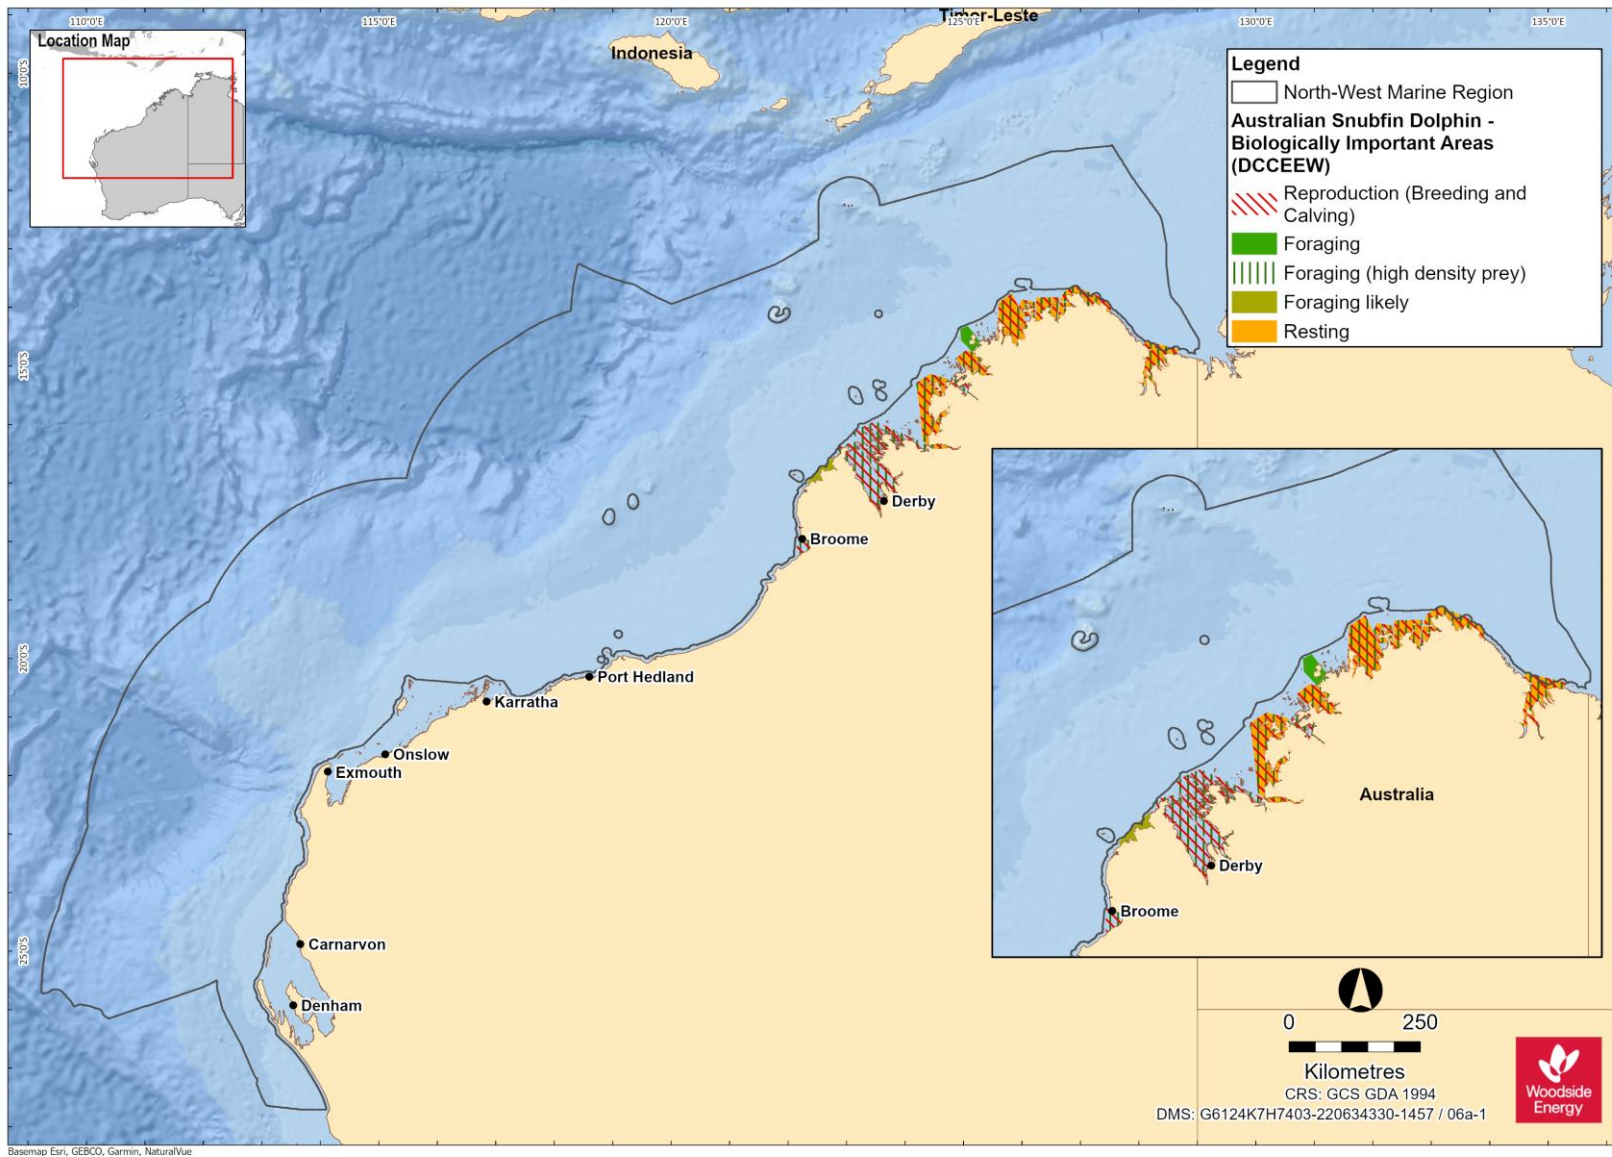 110°0'E
115°0'E
120°0'E
125°0'E
130°0'E
135°0'E
Timor-Leste
Indonesia
Location Map
10°0'S
15°0'S
20°0'S
25°0'S
Legend
North-West Marine Region
Australian Snubfin Dolphin -
Biologically Important Areas
(DCCEEW)
Reproduction (Breeding and
Calving)
Foraging
Foraging (high density prey)
Foraging likely
Resting
Derby
Broome
Port Hedland
Karratha
Onslow
Exmouth
Carnarvon
Denham
Australia
Derby
Broome
0 250
Kilometres
CRS: GCS GDA 1994
DMS: G6124K7H7403-220634330-1457 / 06a-1
Woodside
Energy
Basemap Esri, GEBCO, Garmin, NaturalVue